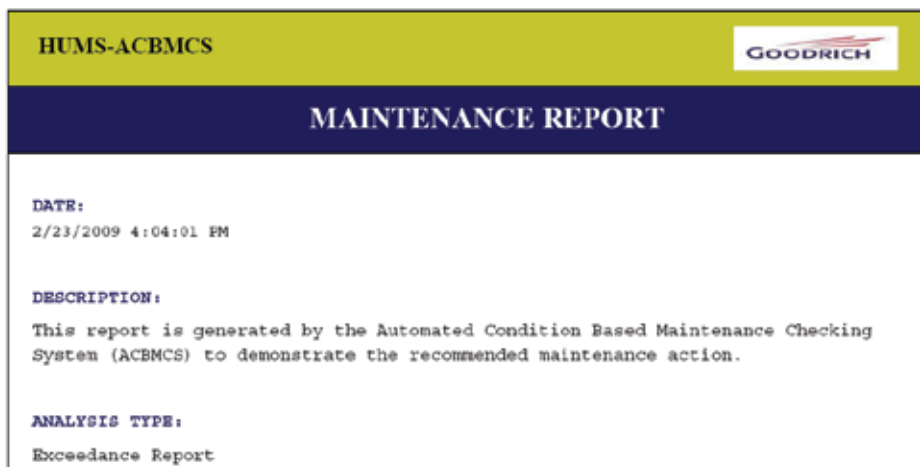 HUMS-ACBMCS
GOODRICH
MAINTENANCE REPORT
DATE:
2/23/2009 4:04:01 PM
DESCRIPTION:
This report is generated by the Automated Condition Based Maintenance Checking
System (ACBMCS) to demonstrate the recommended maintenance action.
ANALYSIS TYPE:
Exceedance Report